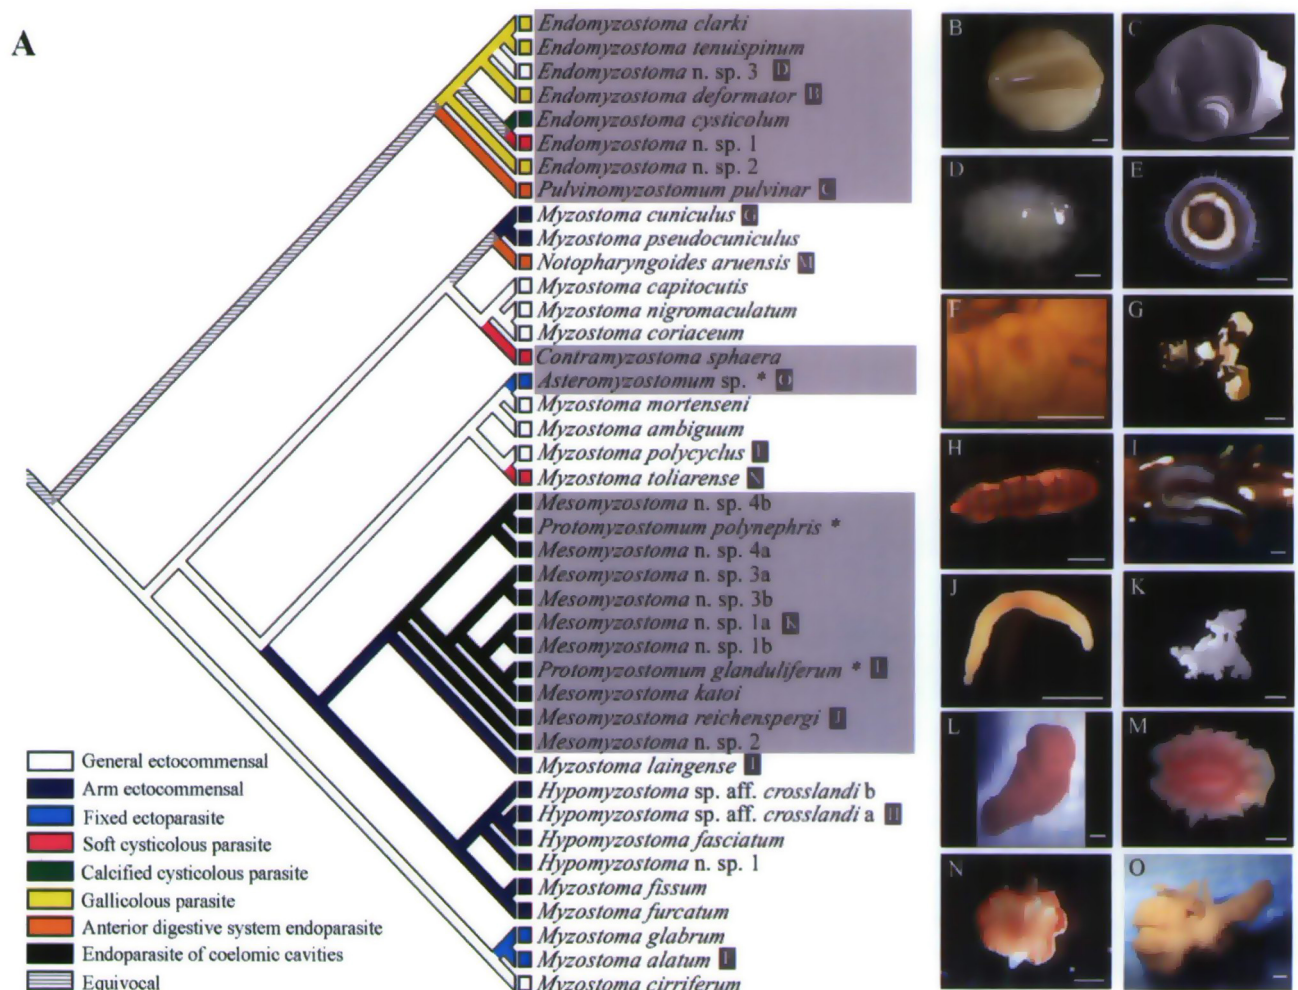 A
Endomyzostoma clarki
Endomyzostoma tenuispinum
Endomyzostoma n. sp. 3 D
Endomyzostoma deformator B
Endomyzostoma cysticolum
Endomyzostoma n. sp. 1
Endomyzostoma n. sp. 2
Pulvinomyzostomum pulvinar C
Myzostoma cuniculus G
Myzostoma pseudocuniculus
Notopharyngoides aruensis M
Myzostoma capitocutis
Myzostoma nigromaculatum
Myzostoma coriaceum
Contramyzostoma sphaera
Asteromyzostomum sp. * O
Myzostoma mortenseni
Myzostoma ambiguum
Myzostoma polycyclus
Myzostoma toliarense N
Mesomyzostoma n. sp. 4b
Protomyzostomum polynephris *
Mesomyzostoma n. sp. 4a
Mesomyzostoma n. sp. 3a
Mesomyzostoma n. sp. 3b
Mesomyzostoma n. sp. 1a K
Mesomyzostoma n. sp. 1b
Protomyzostomum glanduliferum * L
Mesomyzostoma katoi
Mesomyzostoma reichenspergi J
Mesomyzostoma n. sp. 2
Myzostoma laingense I
Hypomyzostoma sp. aff. crosslandi b
Hypomyzostoma sp. aff. crosslandi a H
Hypomyzostoma fasciatum
Hypomyzostoma n. sp. 1
Myzostoma fissum
Myzostoma furcatum
Myzostoma glabrum
Myzostoma alatum
Myzostoma cirriferum
General ectocommensal
Arm ectocommensal
Fixed ectoparasite
Soft cysticolous parasite
Calcified cysticolous parasite
Gallicolous parasite
Anterior digestive system endoparasite
Endoparasite of coelomic cavities
Equivocal
B
C
D
E
F
G
H
I
J
K
L
M
N
O